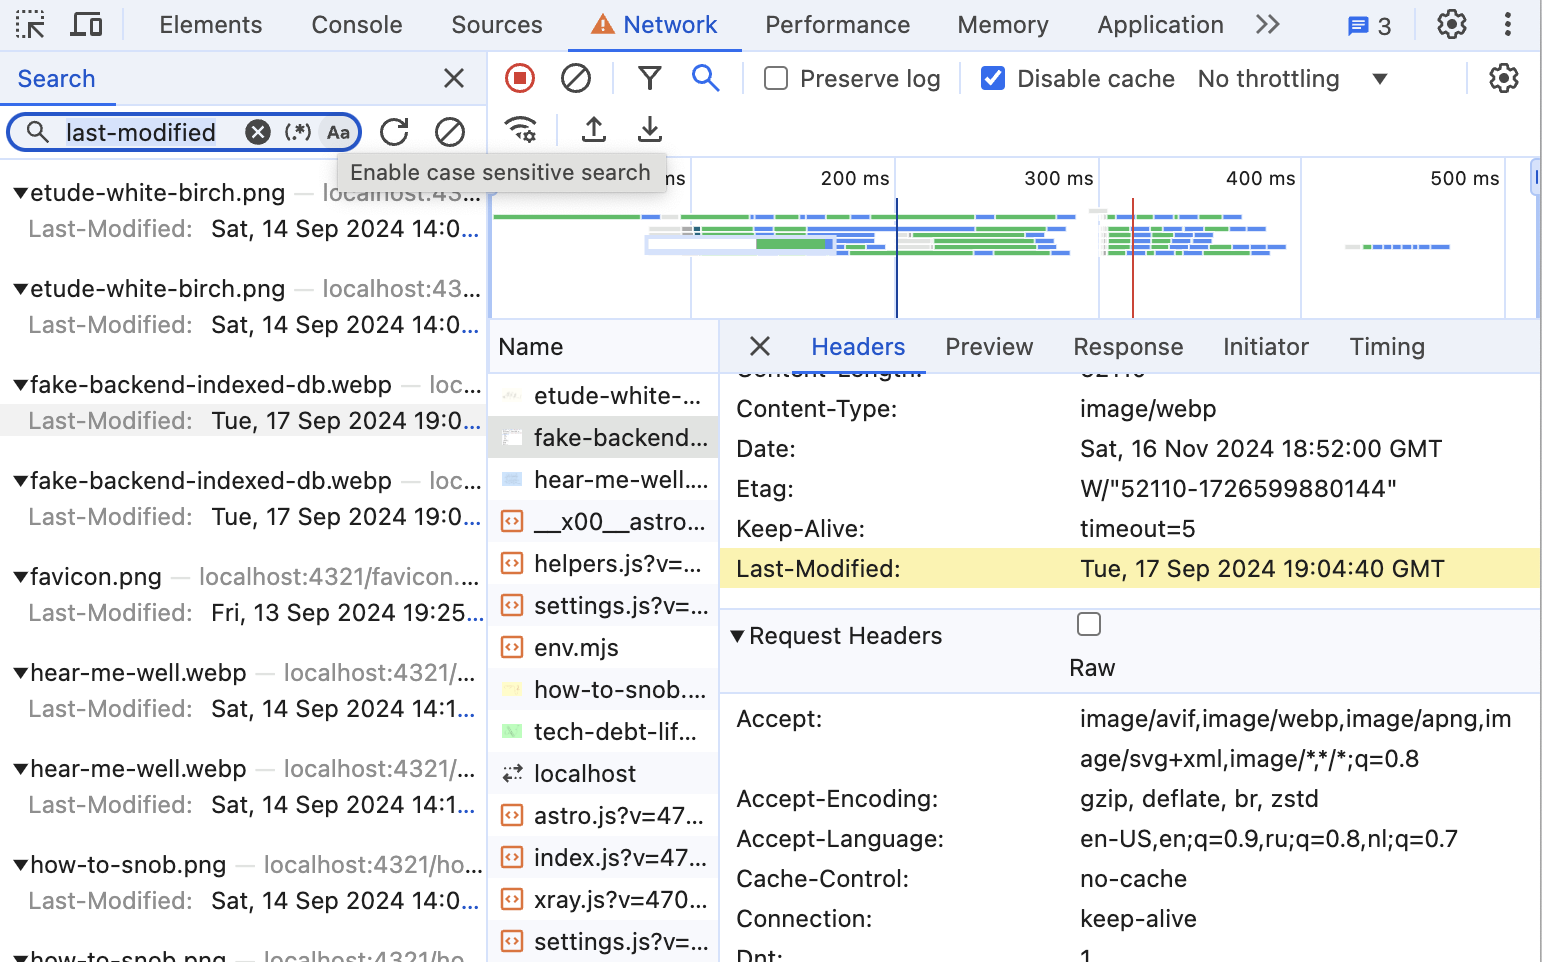 Elements Console Sources Network Performance Memory Application 3
Search
Preserve log Disable cache No throttling
last-modified (.*) Aa
Enable case sensitive search
ms 200 ms 300 ms 400 ms 500 ms
etude-white-birch.png — localhost:43...
Last-Modified: Sat, 14 Sep 2024 14:0...
etude-white-birch.png — localhost:43...
Last-Modified: Sat, 14 Sep 2024 14:0...
fake-backend-indexed-db.webp — loc...
Last-Modified: Tue, 17 Sep 2024 19:0...
fake-backend-indexed-db.webp — loc...
Last-Modified: Tue, 17 Sep 2024 19:0...
favicon.png — localhost:4321/favicon....
Last-Modified: Fri, 13 Sep 2024 19:25...
hear-me-well.webp — localhost:4321/...
Last-Modified: Sat, 14 Sep 2024 14:1...
hear-me-well.webp — localhost:4321/...
Last-Modified: Sat, 14 Sep 2024 14:1...
how-to-snob.png — localhost:4321/ho...
Last-Modified: Sat, 14 Sep 2024 14:0...
how-to-snob.png — localhost:4321/ho...
Name
etude-white-...
fake-backend...
hear-me-well....
__x00__astro...
helpers.js?v=...
settings.js?v=...
env.mjs
how-to-snob....
tech-debt-lif...
localhost
astro.js?v=47...
index.js?v=47...
xray.js?v=470...
settings.js?v=...
Headers Preview Response Initiator Timing
Content-Length: 52110
Content-Type: image/webp
Date: Sat, 16 Nov 2024 18:52:00 GMT
Etag: W/"52110-1726599880144"
Keep-Alive: timeout=5
Last-Modified: Tue, 17 Sep 2024 19:04:40 GMT
Request Headers
Raw
Accept: image/avif,image/webp,image/apng,im
age/svg+xml,image/*,*/*;q=0.8
Accept-Encoding: gzip, deflate, br, zstd
Accept-Language: en-US,en;q=0.9,ru;q=0.8,nl;q=0.7
Cache-Control: no-cache
Connection: keep-alive
Dnt: 1